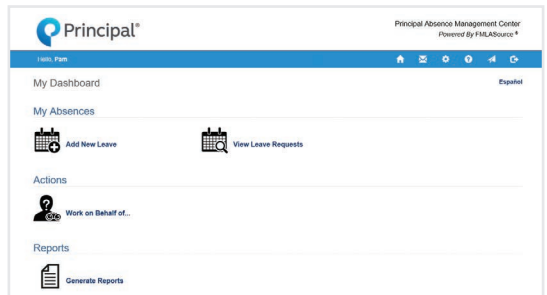 Principal®
Principal Absence Management Center
Powered By FMLASource ®
Hello, Pam
My Dashboard
Español
My Absences
Add New Leave
View Leave Requests
Actions
Work on Behalf of...
Reports
Generate Reports